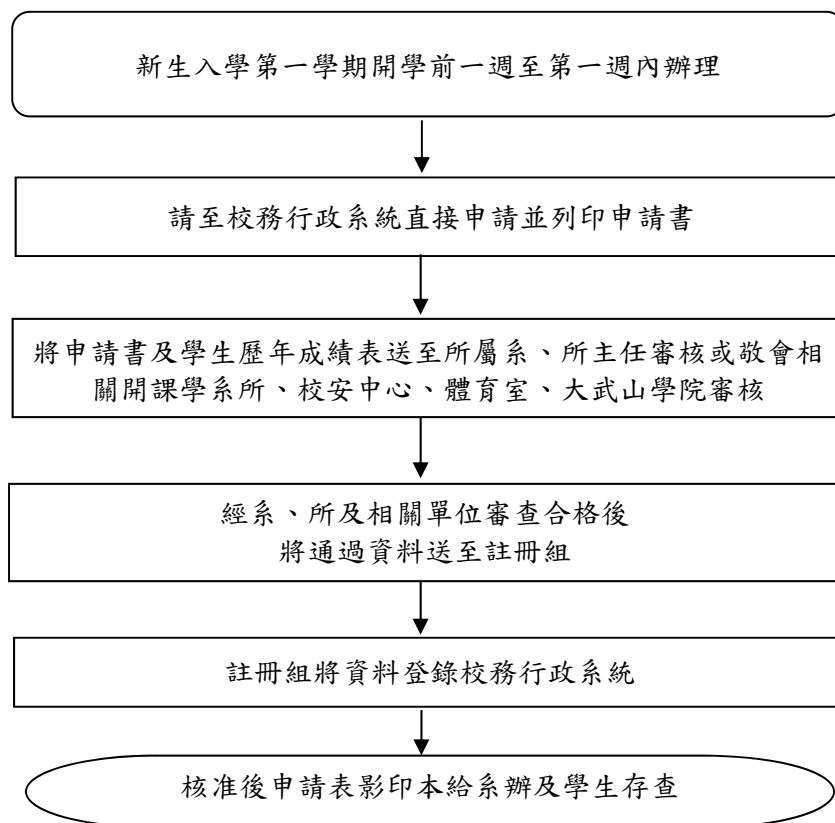 新生入學第一學期開學前一週至第一週內辦理
請至校務行政系統直接申請並列印申請書
將申請書及學生歷年成績表送至所屬系、所主任審核或敬會相
關開課學系所、校安中心、體育室、大武山學院審核
經系、所及相關單位審查合格後
將通過資料送至註冊組
註冊組將資料登錄校務行政系統
核准後申請表影印本給系辦及學生存查